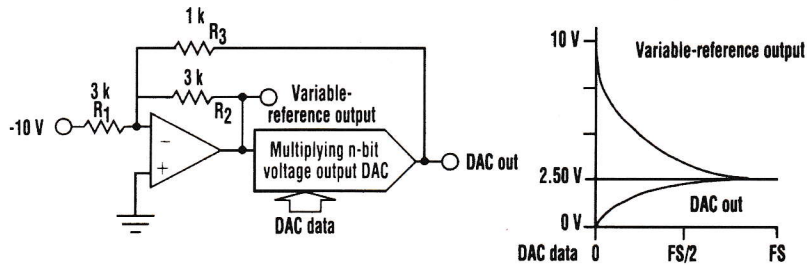 1 k
R3
3 k
R1
3 k
R2
-10 V
−
+
Variable-
reference output
Multiplying n-bit
voltage output DAC
DAC out
DAC data
10 V
Variable-reference output
2.50 V
DAC out
0 V
DAC data 0 FS/2 FS